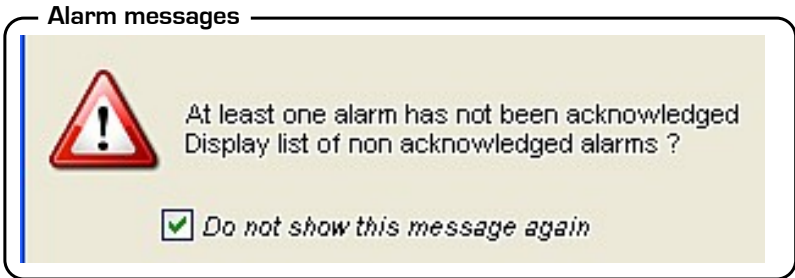 Alarm messages
At least one alarm has not been acknowledged
Display list of non acknowledged alarms ?
Do not show this message again